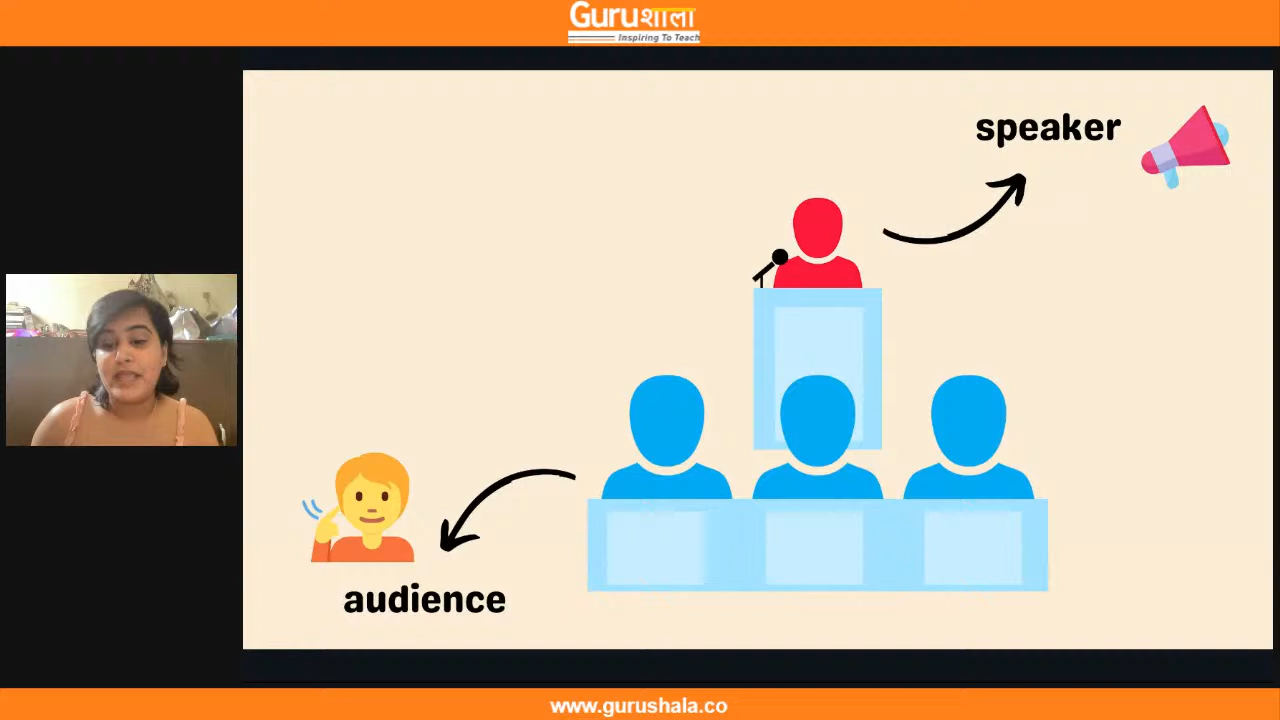 Guruशाला
Inspiring To Teach
speaker
audience
www.gurushala.co